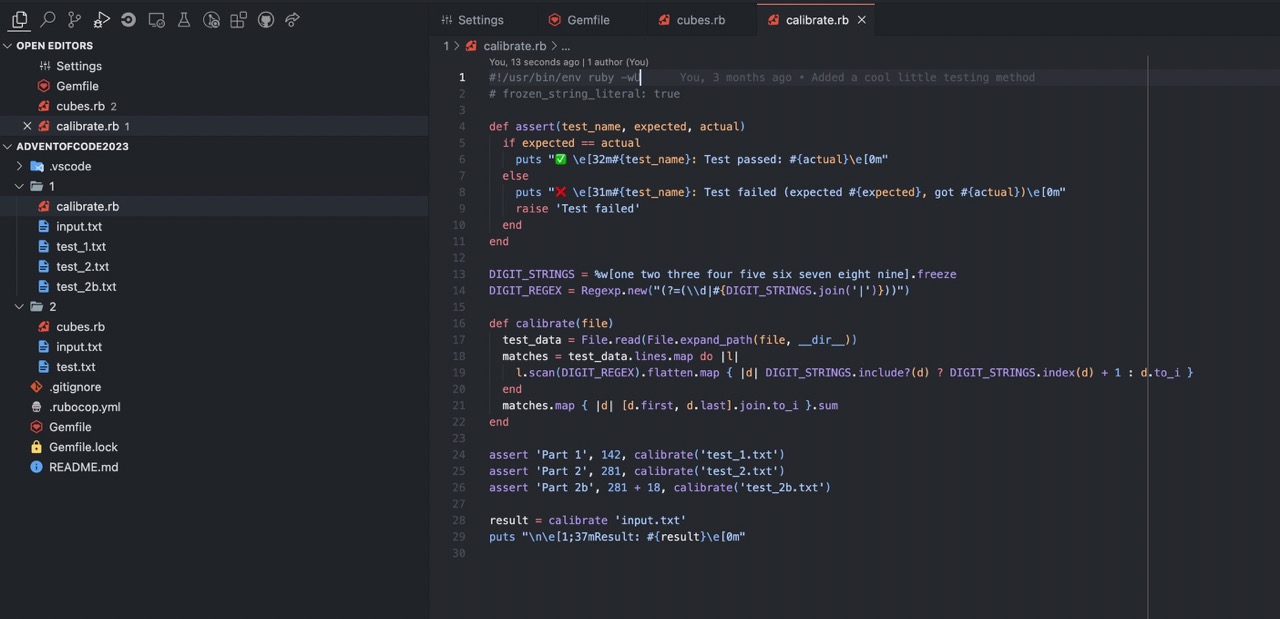 OPEN EDITORS
Settings
Gemfile
cubes.rb 2
calibrate.rb 1
ADVENTOFCODE2023
.vscode
1
calibrate.rb
input.txt
test_1.txt
test_2.txt
test_2b.txt
2
cubes.rb
input.txt
test.txt
.gitignore
.rubocop.yml
Gemfile
Gemfile.lock
README.md
Settings Gemfile cubes.rb calibrate.rb
1 > calibrate.rb > ...
You, 13 seconds ago | 1 author (You)
1 #!/usr/bin/env ruby -wU You, 3 months ago • Added a cool little testing method
2 # frozen_string_literal: true
3
4 def assert(test_name, expected, actual)
5 if expected == actual
6 puts "✅ \e[32m#{test_name}: Test passed: #{actual}\e[0m"
7 else
8 puts "❌ \e[31m#{test_name}: Test failed (expected #{expected}, got #{actual})\e[0m"
9 raise 'Test failed'
10 end
11 end
12
13 DIGIT_STRINGS = %w[one two three four five six seven eight nine].freeze
14 DIGIT_REGEX = Regexp.new("(?=(\\d|#{DIGIT_STRINGS.join('|')}))")
15
16 def calibrate(file)
17 test_data = File.read(File.expand_path(file, __dir__))
18 matches = test_data.lines.map do |l|
19 l.scan(DIGIT_REGEX).flatten.map { |d| DIGIT_STRINGS.include?(d) ? DIGIT_STRINGS.index(d) + 1 : d.to_i }
20 end
21 matches.map { |d| [d.first, d.last].join.to_i }.sum
22 end
23
24 assert 'Part 1', 142, calibrate('test_1.txt')
25 assert 'Part 2', 281, calibrate('test_2.txt')
26 assert 'Part 2b', 281 + 18, calibrate('test_2b.txt')
27
28 result = calibrate 'input.txt'
29 puts "\n\e[1;37mResult: #{result}\e[0m"
30